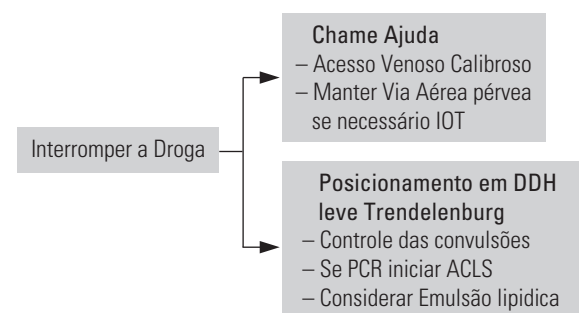 Chame Ajuda
– Acesso Venoso Calibroso
– Manter Via Aérea pérvea
se necessário IOT
Interromper a Droga
Posicionamento em DDH
leve Trendelenburg
– Controle das convulsões
– Se PCR iniciar ACLS
– Considerar Emulsão lipidica